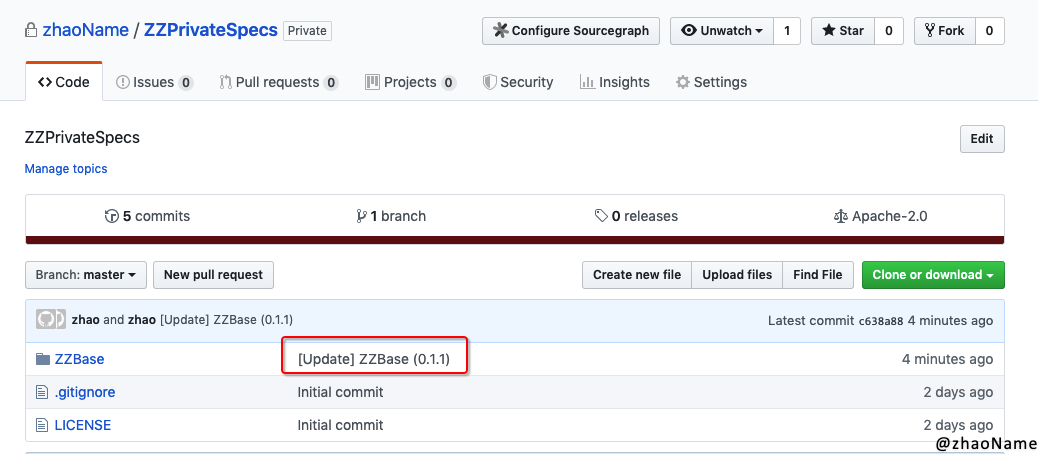 zhaoName / ZZPrivateSpecs Private
Configure Sourcegraph Unwatch 1 Star 0 Fork 0
Code Issues 0 Pull requests 0 Projects 0 Security Insights Settings
ZZPrivateSpecs
Edit
Manage topics
5 commits 1 branch 0 releases Apache-2.0
Branch: master New pull request Create new file Upload files Find File Clone or download
zhao and zhao [Update] ZZBase (0.1.1) Latest commit c638a88 4 minutes ago
ZZBase [Update] ZZBase (0.1.1) 4 minutes ago
.gitignore Initial commit 2 days ago
LICENSE Initial commit 2 days ago
@zhaoName